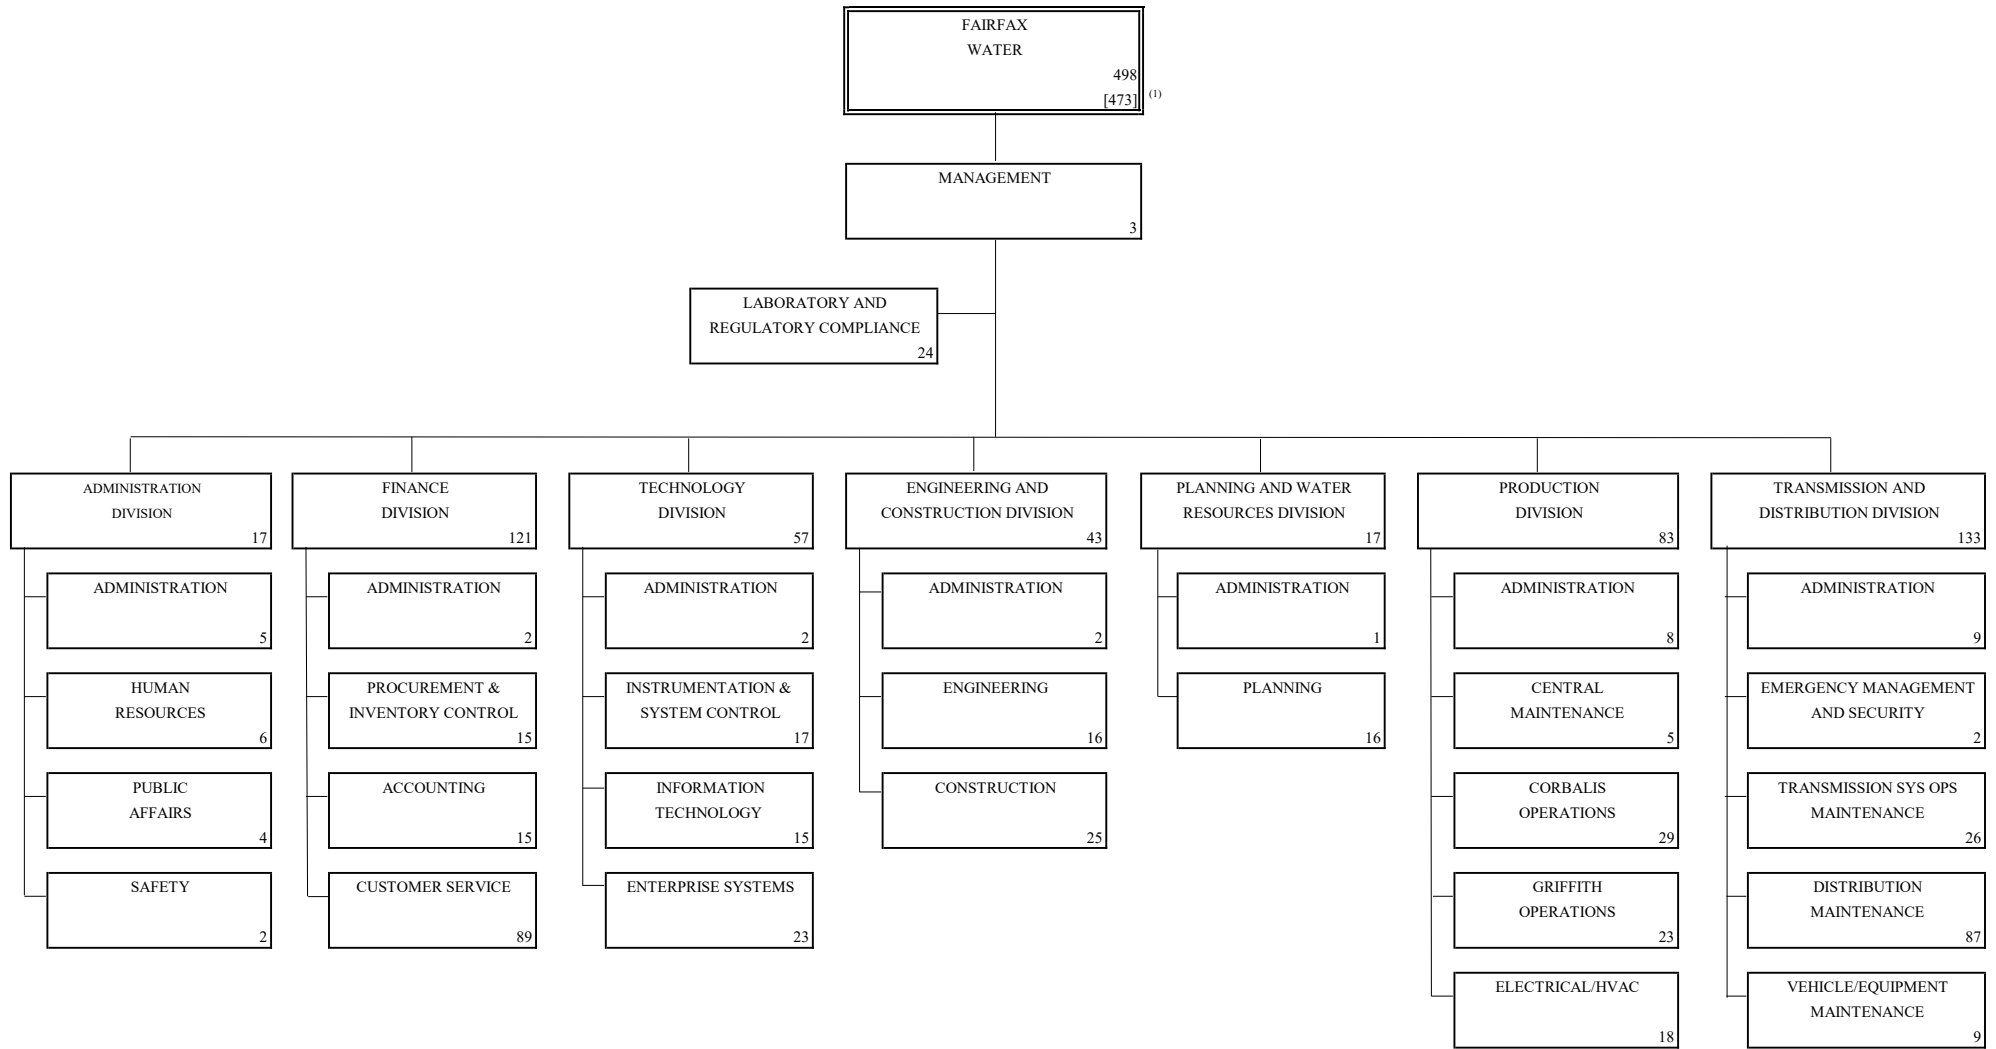 FAIRFAX
WATER
498
[473] (1)
MANAGEMENT
3
LABORATORY AND
REGULATORY COMPLIANCE
24
ADMINISTRATION
DIVISION
17
ADMINISTRATION
5
HUMAN
RESOURCES
6
PUBLIC
AFFAIRS
4
SAFETY
2
FINANCE
DIVISION
121
ADMINISTRATION
2
PROCUREMENT &
INVENTORY CONTROL
15
ACCOUNTING
15
CUSTOMER SERVICE
89
TECHNOLOGY
DIVISION
57
ADMINISTRATION
2
INSTRUMENTATION &
SYSTEM CONTROL
17
INFORMATION
TECHNOLOGY
15
ENTERPRISE SYSTEMS
23
ENGINEERING AND
CONSTRUCTION DIVISION
43
ADMINISTRATION
2
ENGINEERING
16
CONSTRUCTION
25
PLANNING AND WATER
RESOURCES DIVISION
17
ADMINISTRATION
1
PLANNING
16
PRODUCTION
DIVISION
83
ADMINISTRATION
8
CENTRAL
MAINTENANCE
5
CORBALIS
OPERATIONS
29
GRIFFITH
OPERATIONS
23
ELECTRICAL/HVAC
18
TRANSMISSION AND
DISTRIBUTION DIVISION
133
ADMINISTRATION
9
EMERGENCY MANAGEMENT
AND SECURITY
2
TRANSMISSION SYS OPS
MAINTENANCE
26
DISTRIBUTION
MAINTENANCE
87
VEHICLE/EQUIPMENT
MAINTENANCE
9